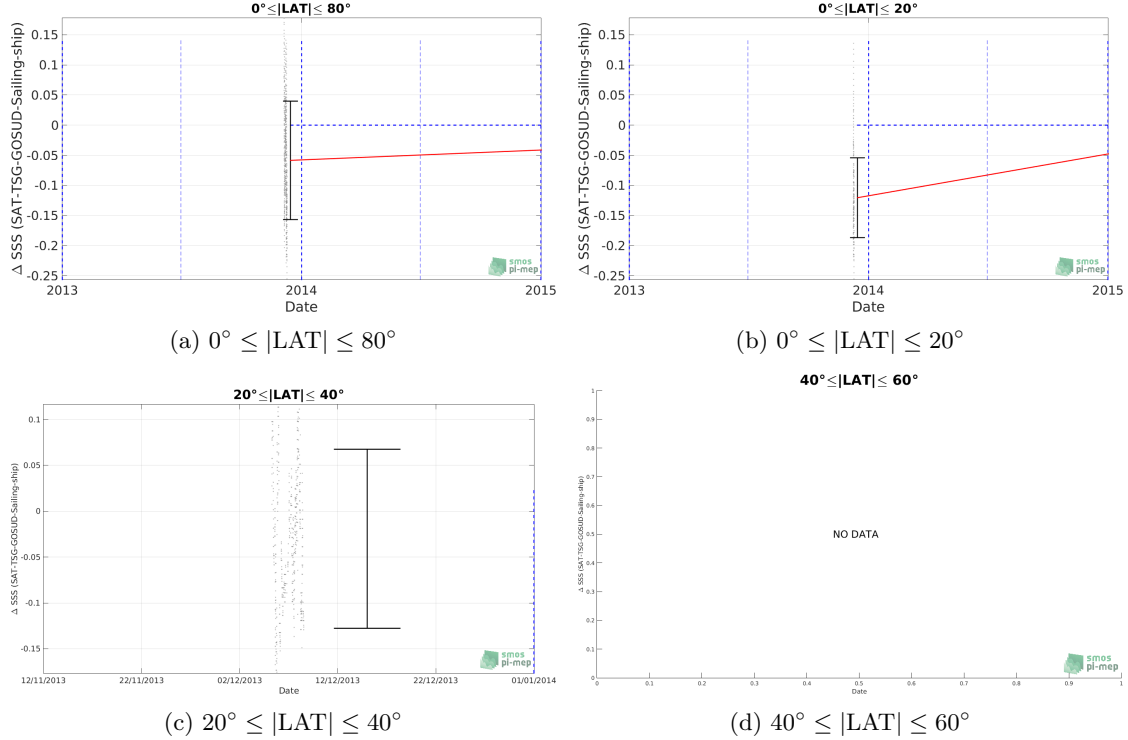 0°≤|LAT|≤ 80°
Δ SSS (SAT-TSG-GOSUD-Sailing-ship)
0.15
0.1
0.05
0
-0.05
-0.1
-0.15
-0.2
-0.25
2013 2014 2015
Date
smos
pi-mep
(a) 0° ≤ |LAT| ≤ 80°
0°≤|LAT|≤ 20°
Δ SSS (SAT-TSG-GOSUD-Sailing-ship)
0.15
0.1
0.05
0
-0.05
-0.1
-0.15
-0.2
-0.25
2013 2014 2015
Date
smos
pi-mep
(b) 0° ≤ |LAT| ≤ 20°
20°≤|LAT|≤ 40°
Δ SSS (SAT-TSG-GOSUD-Sailing-ship)
0.1
0.05
0
-0.05
-0.1
-0.15
12/11/2013 22/11/2013 02/12/2013 12/12/2013 22/12/2013 01/01/2014
Date
smos
pi-mep
(c) 20° ≤ |LAT| ≤ 40°
40°≤|LAT|≤ 60°
Δ SSS (SAT-TSG-GOSUD-Sailing-ship)
1
0.9
0.8
0.7
0.6
0.5
0.4
0.3
0.2
0.1
0
NO DATA
0 0.1 0.2 0.3 0.4 0.5 0.6 0.7 0.8 0.9 1
Date
smos
pi-mep
(d) 40° ≤ |LAT| ≤ 60°